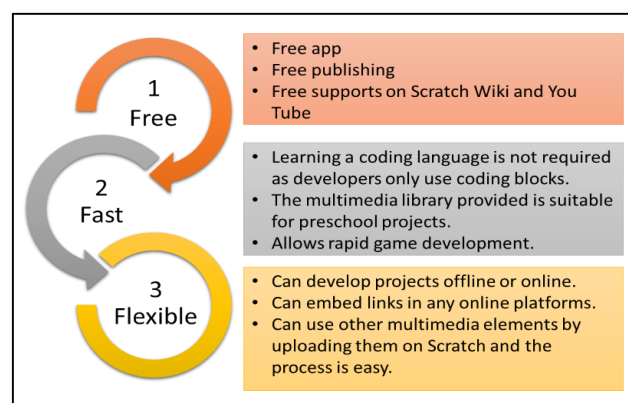 1
Free
• Free app
• Free publishing
• Free supports on Scratch Wiki and You
Tube
2
Fast
• Learning a coding language is not required
as developers only use coding blocks.
• The multimedia library provided is suitable
for preschool projects.
• Allows rapid game development.
3
Flexible
• Can develop projects offline or online.
• Can embed links in any online platforms.
• Can use other multimedia elements by
uploading them on Scratch and the
process is easy.